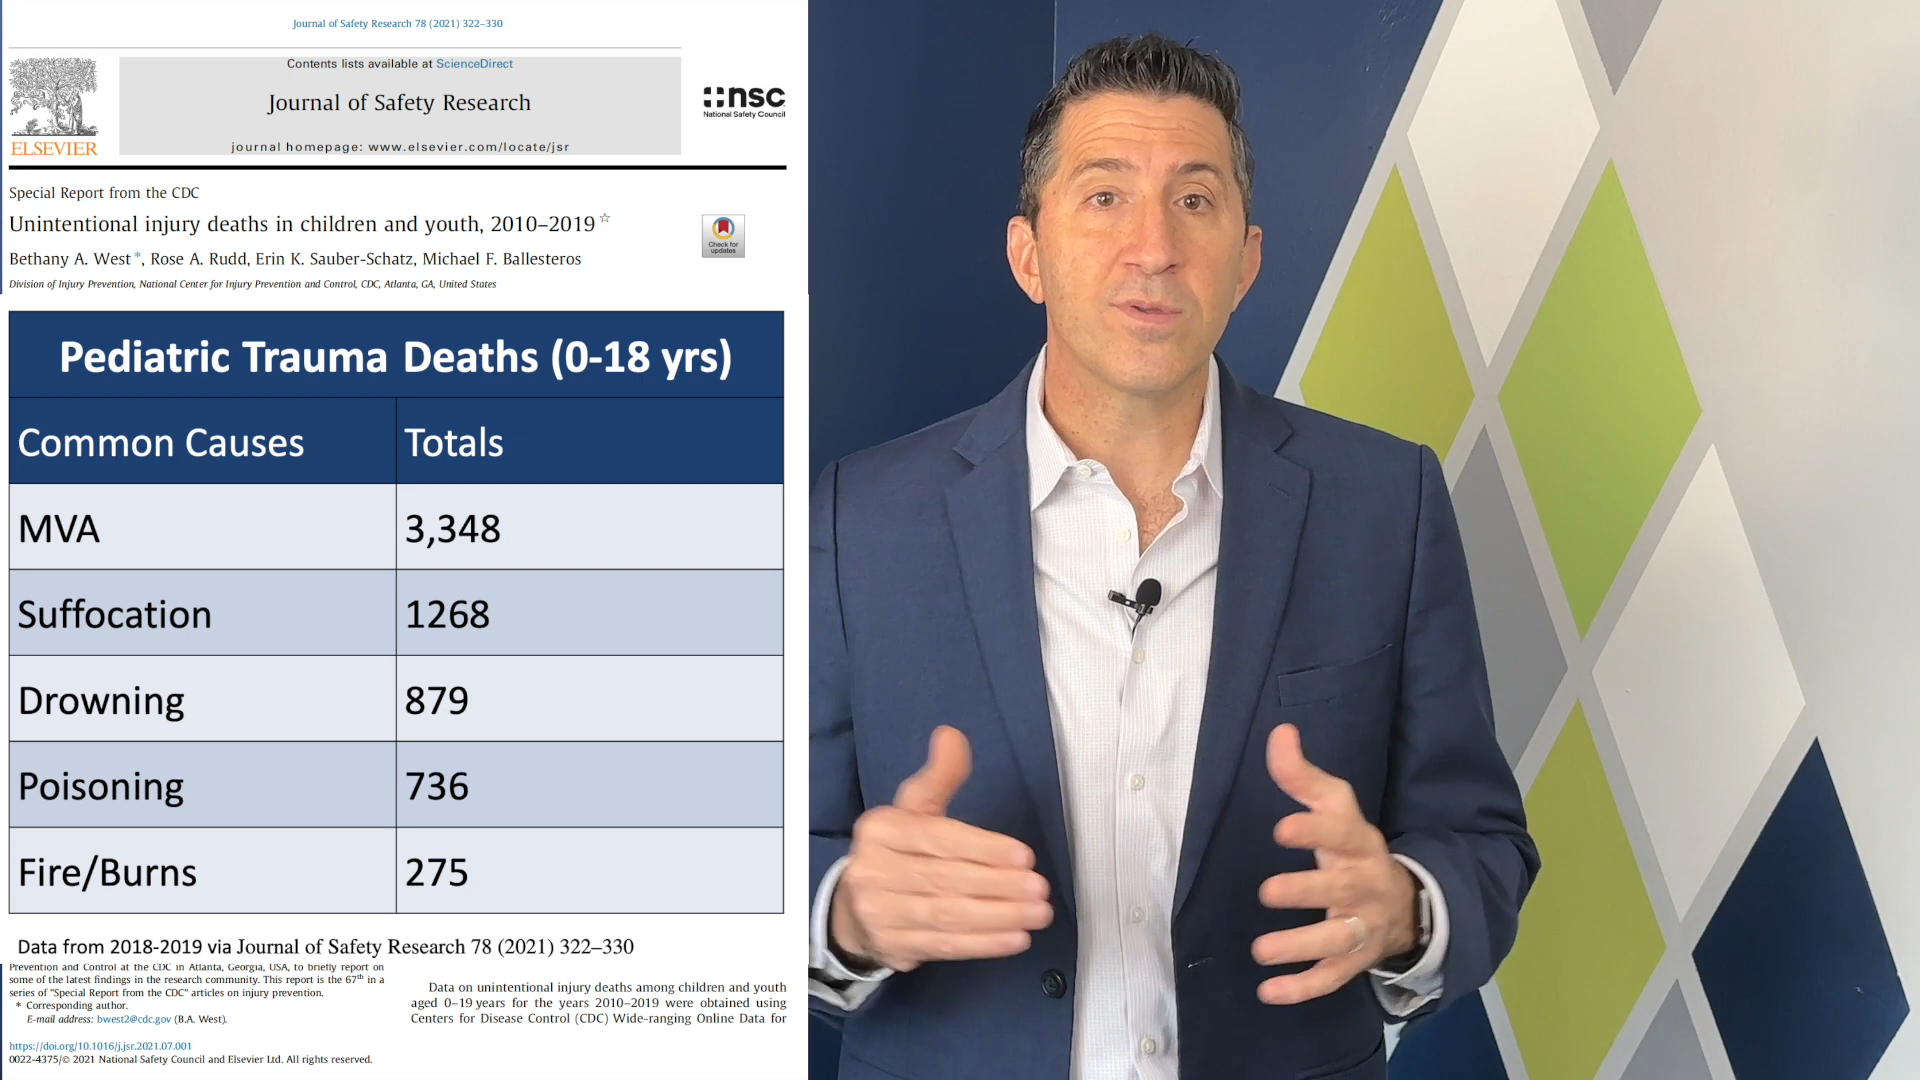 Journal of Safety Research 78 (2021) 322–330
Contents lists available at ScienceDirect
Journal of Safety Research
journal homepage: www.elsevier.com/locate/jsr
ELSEVIER
nsc
National Safety Council
Special Report from the CDC
Unintentional injury deaths in children and youth, 2010–2019 ☆
Check for
updates
Bethany A. West *, Rose A. Rudd, Erin K. Sauber-Schatz, Michael F. Ballesteros
Division of Injury Prevention, National Center for Injury Prevention and Control, CDC, Atlanta, GA, United States
Pediatric Trauma Deaths (0-18 yrs)
Common Causes Totals
MVA 3,348
Suffocation 1268
Drowning 879
Poisoning 736
Fire/Burns 275
Data from 2018-2019 via Journal of Safety Research 78 (2021) 322–330
Prevention and Control at the CDC in Atlanta, Georgia, USA, to briefly report on
some of the latest findings in the research community. This report is the 67th in a
series of "Special Report from the CDC" articles on injury prevention.
* Corresponding author.
E-mail address: bwest2@cdc.gov (B.A. West).
https://doi.org/10.1016/j.jsr.2021.07.001
0022-4375/© 2021 National Safety Council and Elsevier Ltd. All rights reserved.
Data on unintentional injury deaths among children and youth
aged 0–19 years for the years 2010–2019 were obtained using
Centers for Disease Control (CDC) Wide-ranging Online Data for